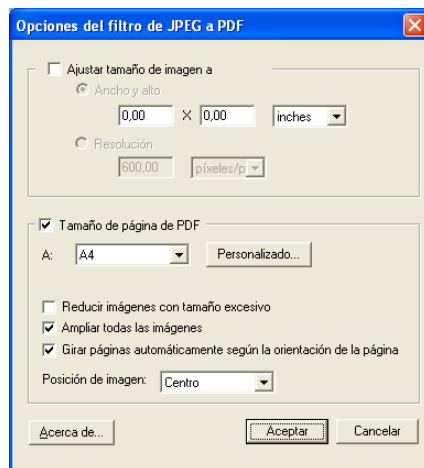 Opciones del filtro de JPEG a PDF
Ajustar tamaño de imagen a
Ancho y alto
0,00 X 0,00 inches
Resolución
600,00 píxeles/p
Tamaño de página de PDF
A: A4 Personalizado...
Reducir imágenes con tamaño excesivo
Ampliar todas las imágenes
Girar páginas automáticamente según la orientación de la página
Posición de imagen: Centro
Acerca de... Aceptar Cancelar